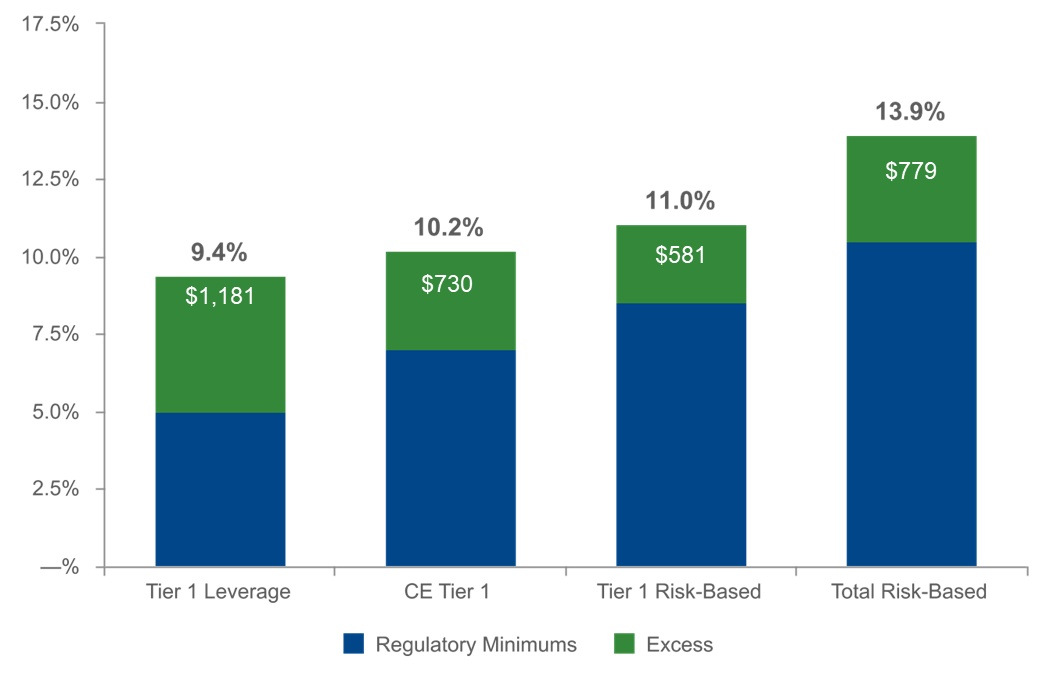 17.5%
15.0%
12.5%
10.0%
7.5%
5.0%
2.5%
—%
9.4%
$1,181
10.2%
$730
11.0%
$581
13.9%
$779
Tier 1 Leverage
CE Tier 1
Tier 1 Risk-Based
Total Risk-Based
Regulatory Minimums
Excess